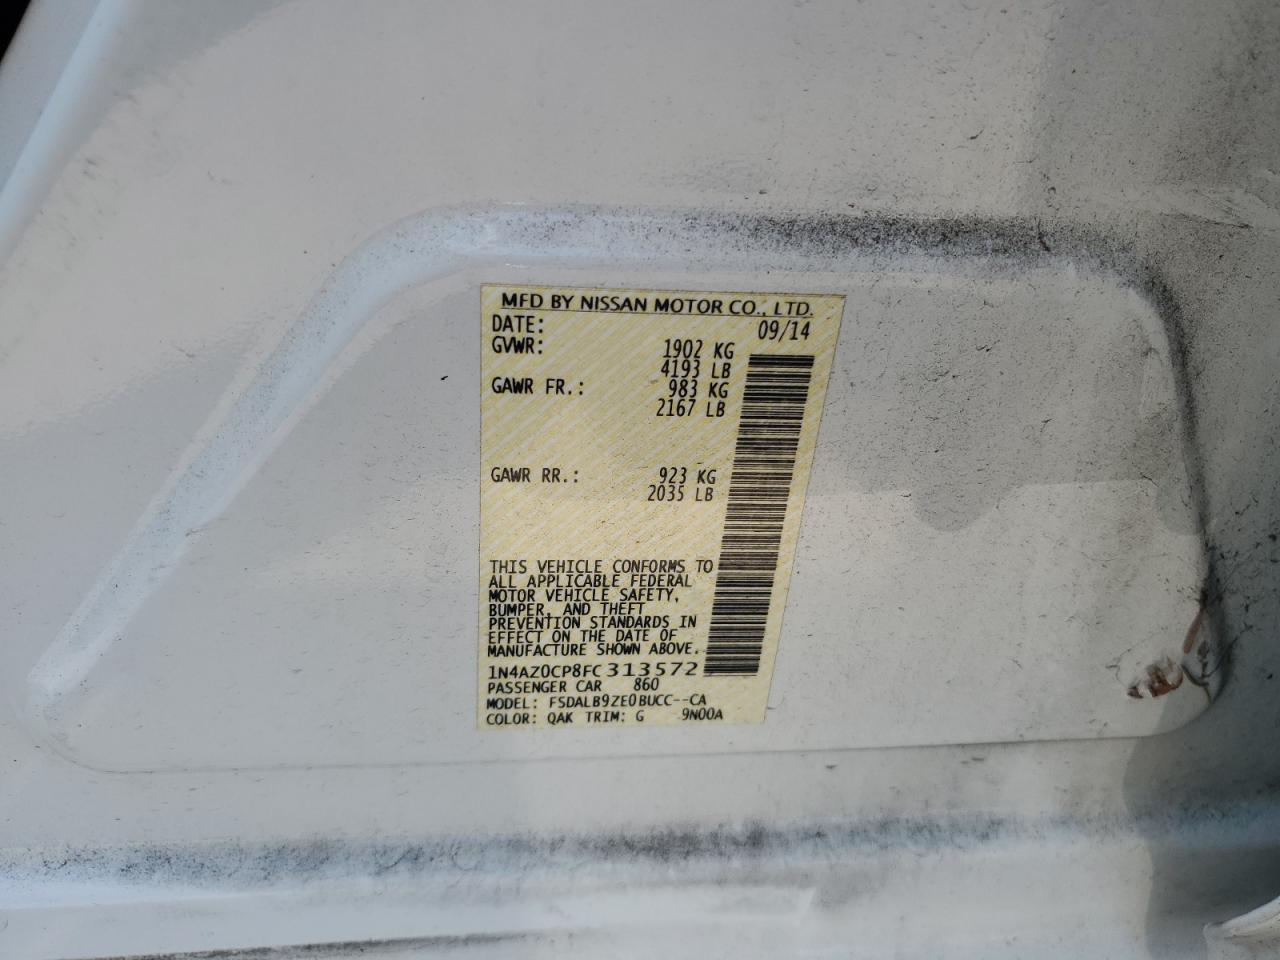 MFD BY NISSAN MOTOR CO., LTD.
DATE: 09/14
GVWR: 1902 KG
4193 LB
GAWR FR.: 983 KG
2167 LB
GAWR RR.: 923 KG
2035 LB
THIS VEHICLE CONFORMS TO
ALL APPLICABLE FEDERAL
MOTOR VEHICLE SAFETY,
BUMPER, AND THEFT
PREVENTION STANDARDS IN
EFFECT ON THE DATE OF
MANUFACTURE SHOWN ABOVE.
1N4AZ0CP8FC313572
PASSENGER CAR 860
MODEL: FSDALB9ZE0BUCC--CA
COLOR: QAK TRIM: G 9N00A